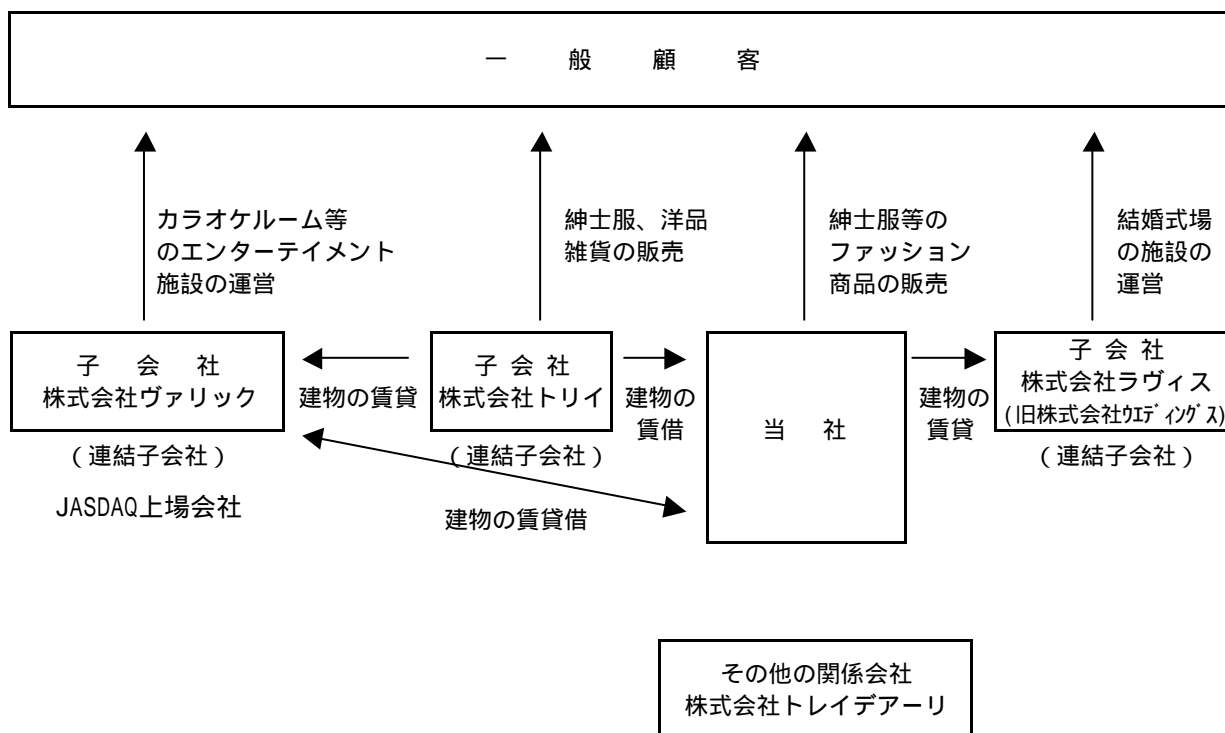 一 般 顧 客
カラオケルーム等
のエンターテイメント
施設の運営
紳士服、洋品
雑貨の販売
紳士服等の
ファッション
商品の販売
結婚式場
の施設の
運営
子 会 社
株式会社ヴァリック
(連結子会社)
JASDAQ上場会社
建物の賃貸
子 会 社
株式会社トリイ
(連結子会社)
建物の
賃借
当 社
建物の
賃貸
子 会 社
株式会社ラヴィス
(旧株式会社ウエディングス)
(連結子会社)
建物の賃貸借
その他の関係会社
株式会社トレイデアーリ